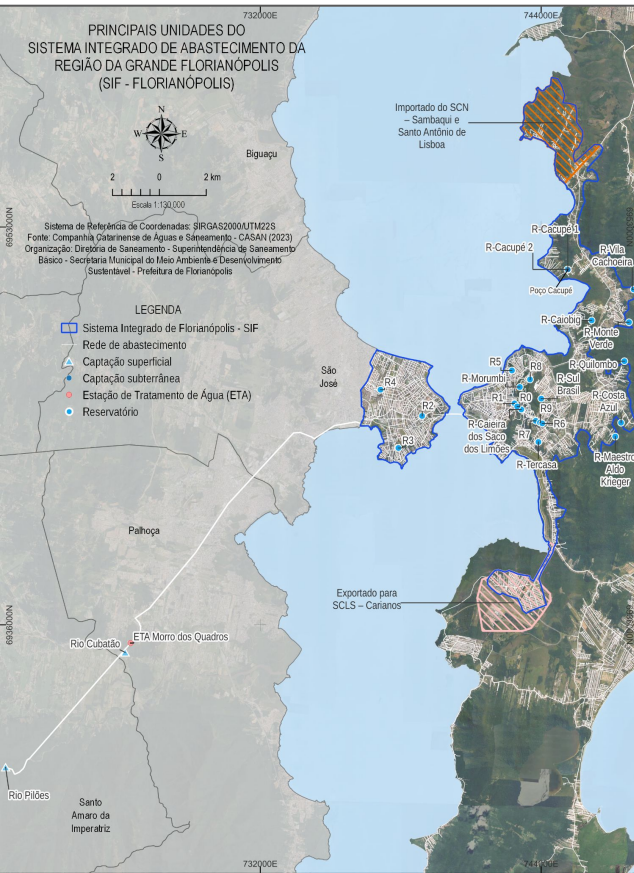 732000E
744000E
PRINCIPAIS UNIDADES DO
SISTEMA INTEGRADO DE ABASTECIMENTO DA
REGIÃO DA GRANDE FLORIANÓPOLIS
(SIF - FLORIANÓPOLIS)
N
W
E
S
2
0
2 km
Escala 1:130.000
Sistema de Referência de Coordenadas: SIRGAS2000/UTM22S
Fonte: Companhia Catarinense de Águas e Saneamento - CASAN (2023)
Organização: Diretoria de Saneamento - Superintendência de Saneamento
Básico - Secretaria Municipal do Meio Ambiente e Desenvolvimento
Sustentável - Prefeitura de Florianópolis
LEGENDA
Sistema Integrado de Florianópolis - SIF
Rede de abastecimento
Captação superficial
Captação subterrânea
Estação de Tratamento de Água (ETA)
Reservatório
Biguaçu
Importado do SCN
– Sambaqui e
Santo Antônio de
Lisboa
R-Cacupé 1
R-Cacupé 2
R-Vila
Cachoeira
Poço Cacupé
R-Caiobig
R-Monte
Verde
São
José
R4
R2
R3
R5
R8
R-Morumbi
R-Quilombo
R-Sul
Brasil
R1
R0
R9
R-Costa
Azul
R-Caieira
dos Saco
dos Limões
R6
R7
R-Tercasa
R-Maestro
Aldo
Krieger
Palhoça
Exportado para
SCLS – Carianos
ETA Morro dos Quadros
Rio Cubatão
Rio Pilões
Santo
Amaro da
Imperatriz
6953000N
6936000N
732000E
744000E